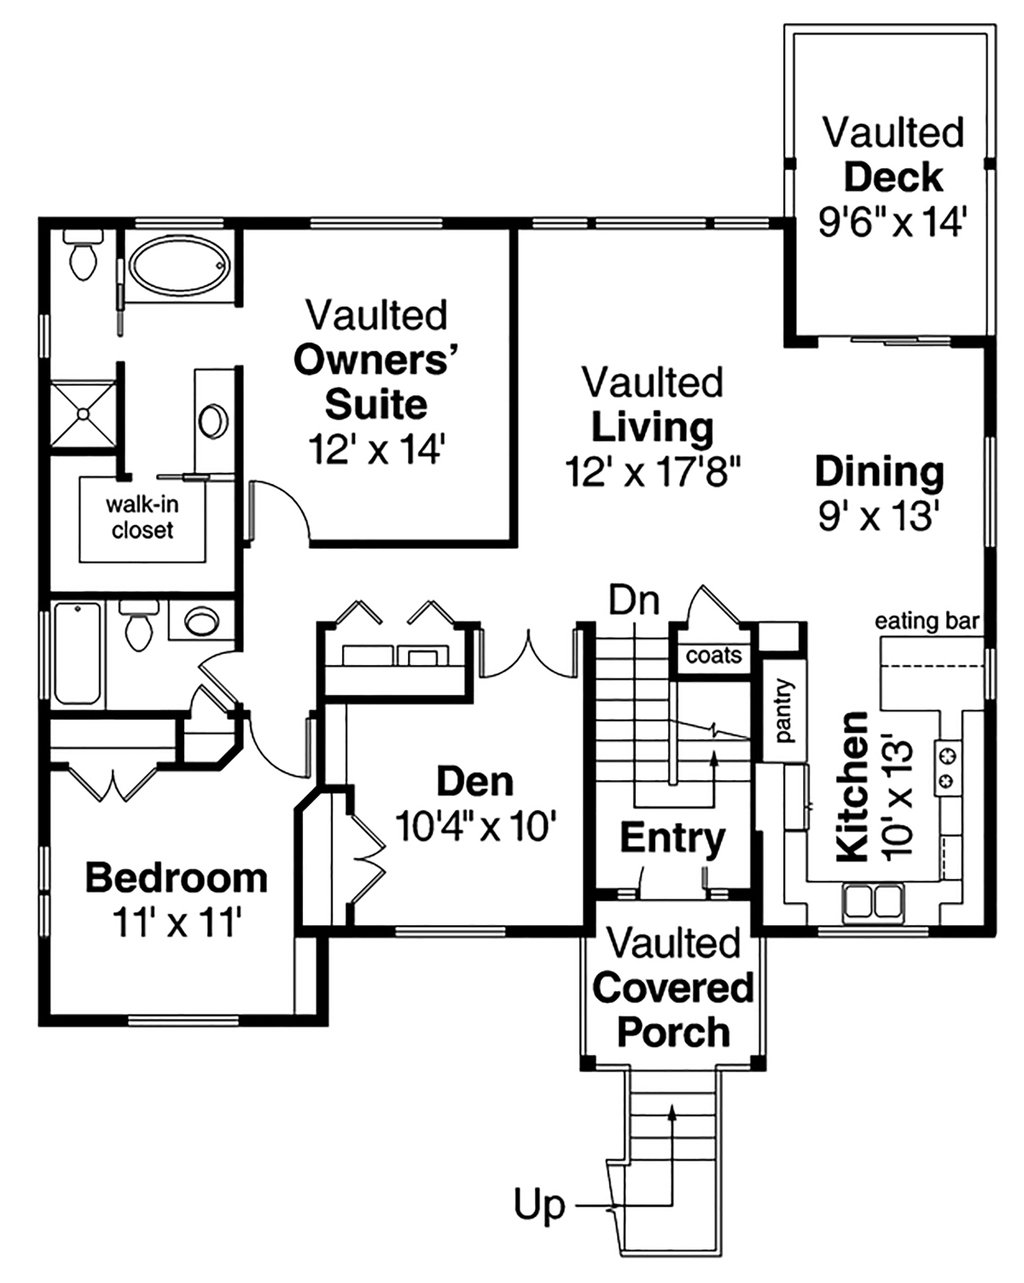 Vaulted
Deck
9'6" x 14'
Vaulted
Owners'
Suite
12' x 14'
Vaulted
Living
12' x 17'8"
Dining
9' x 13'
walk-in
closet
Dn
eating bar
coats
pantry
Kitchen
10' x 13'
Den
10'4" x 10'
Entry
Bedroom
11' x 11'
Vaulted
Covered
Porch
Up